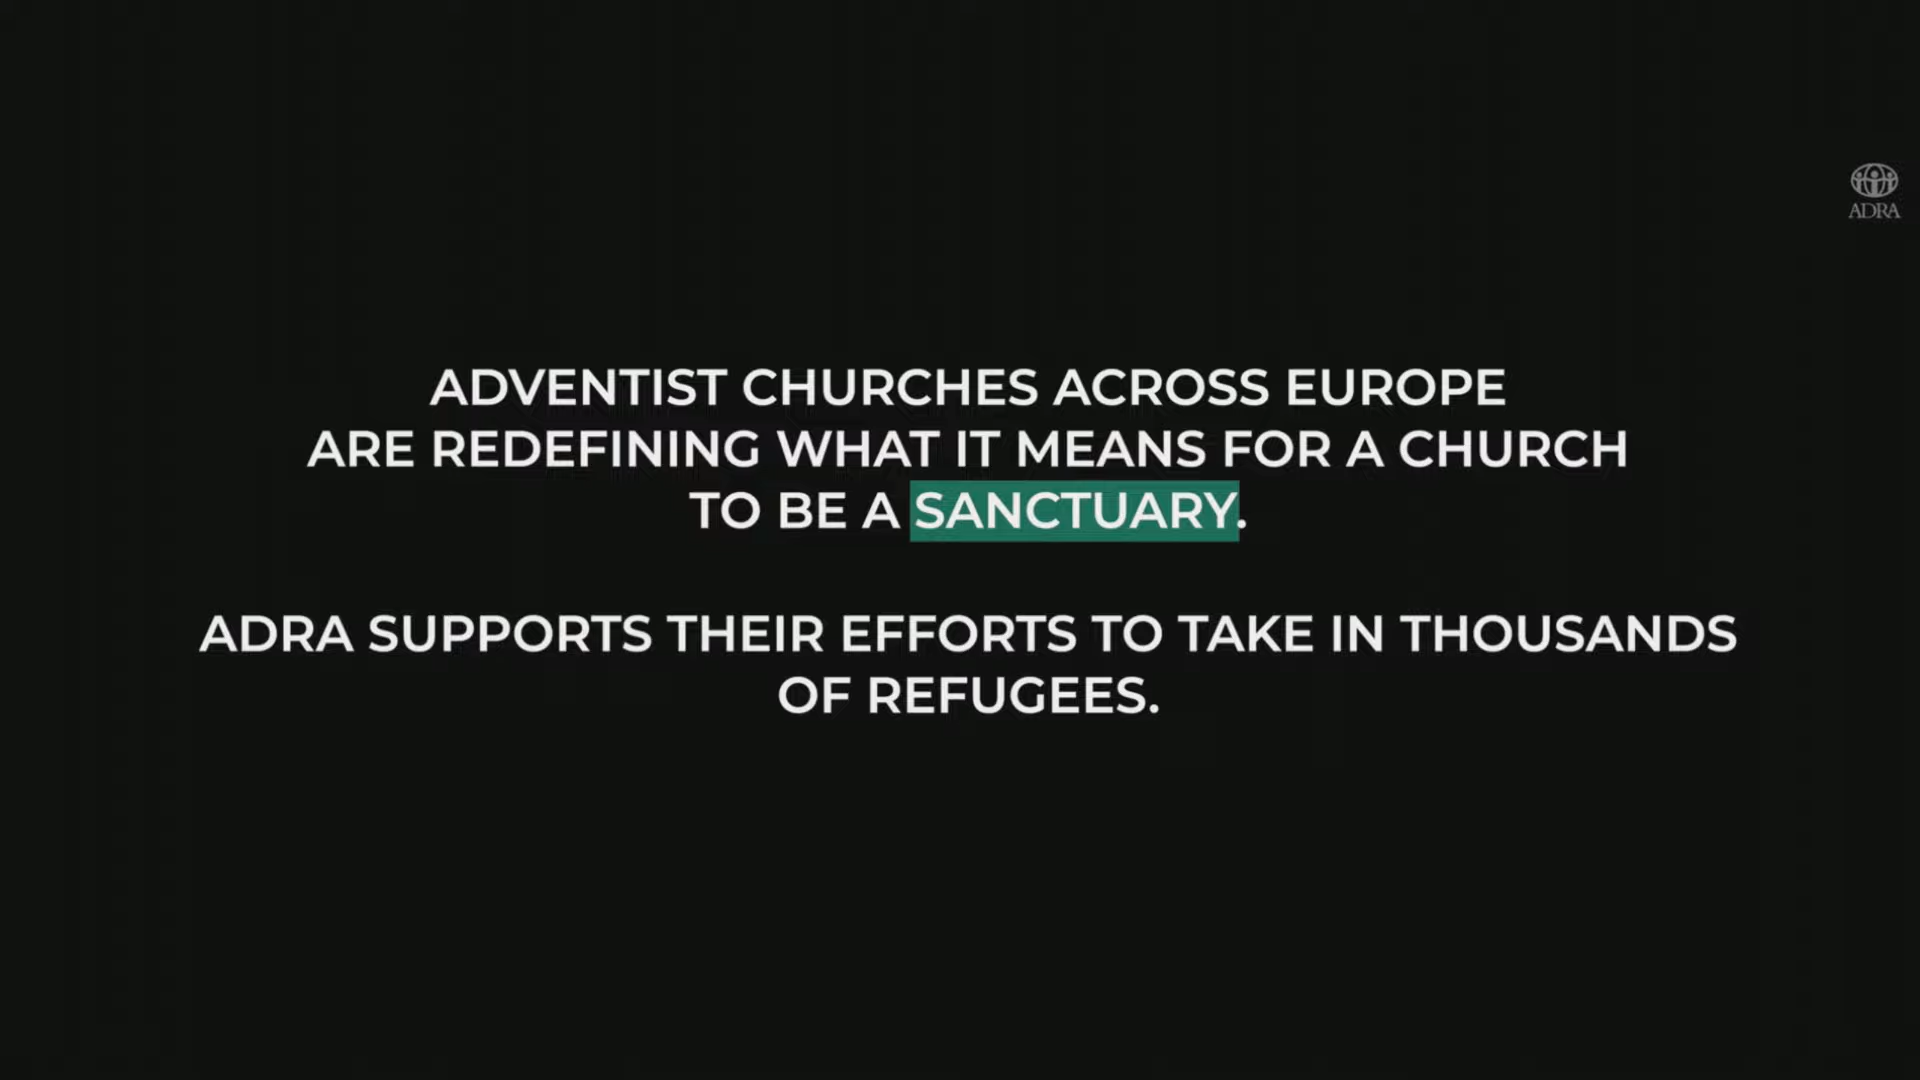 ADRA
ADVENTIST CHURCHES ACROSS EUROPE
ARE REDEFINING WHAT IT MEANS FOR A CHURCH
TO BE A SANCTUARY.
ADRA SUPPORTS THEIR EFFORTS TO TAKE IN THOUSANDS
OF REFUGEES.